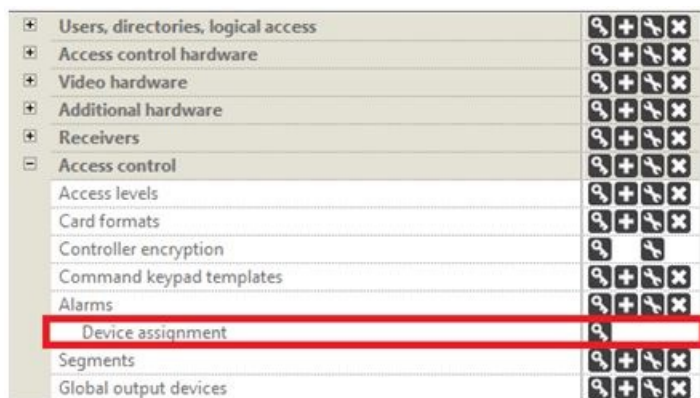 Users, directories, logical access
Access control hardware
Video hardware
Additional hardware
Receivers
Access control
Access levels
Card formats
Controller encryption
Command keypad templates
Alarms
Device assignment
Segments
Global output devices